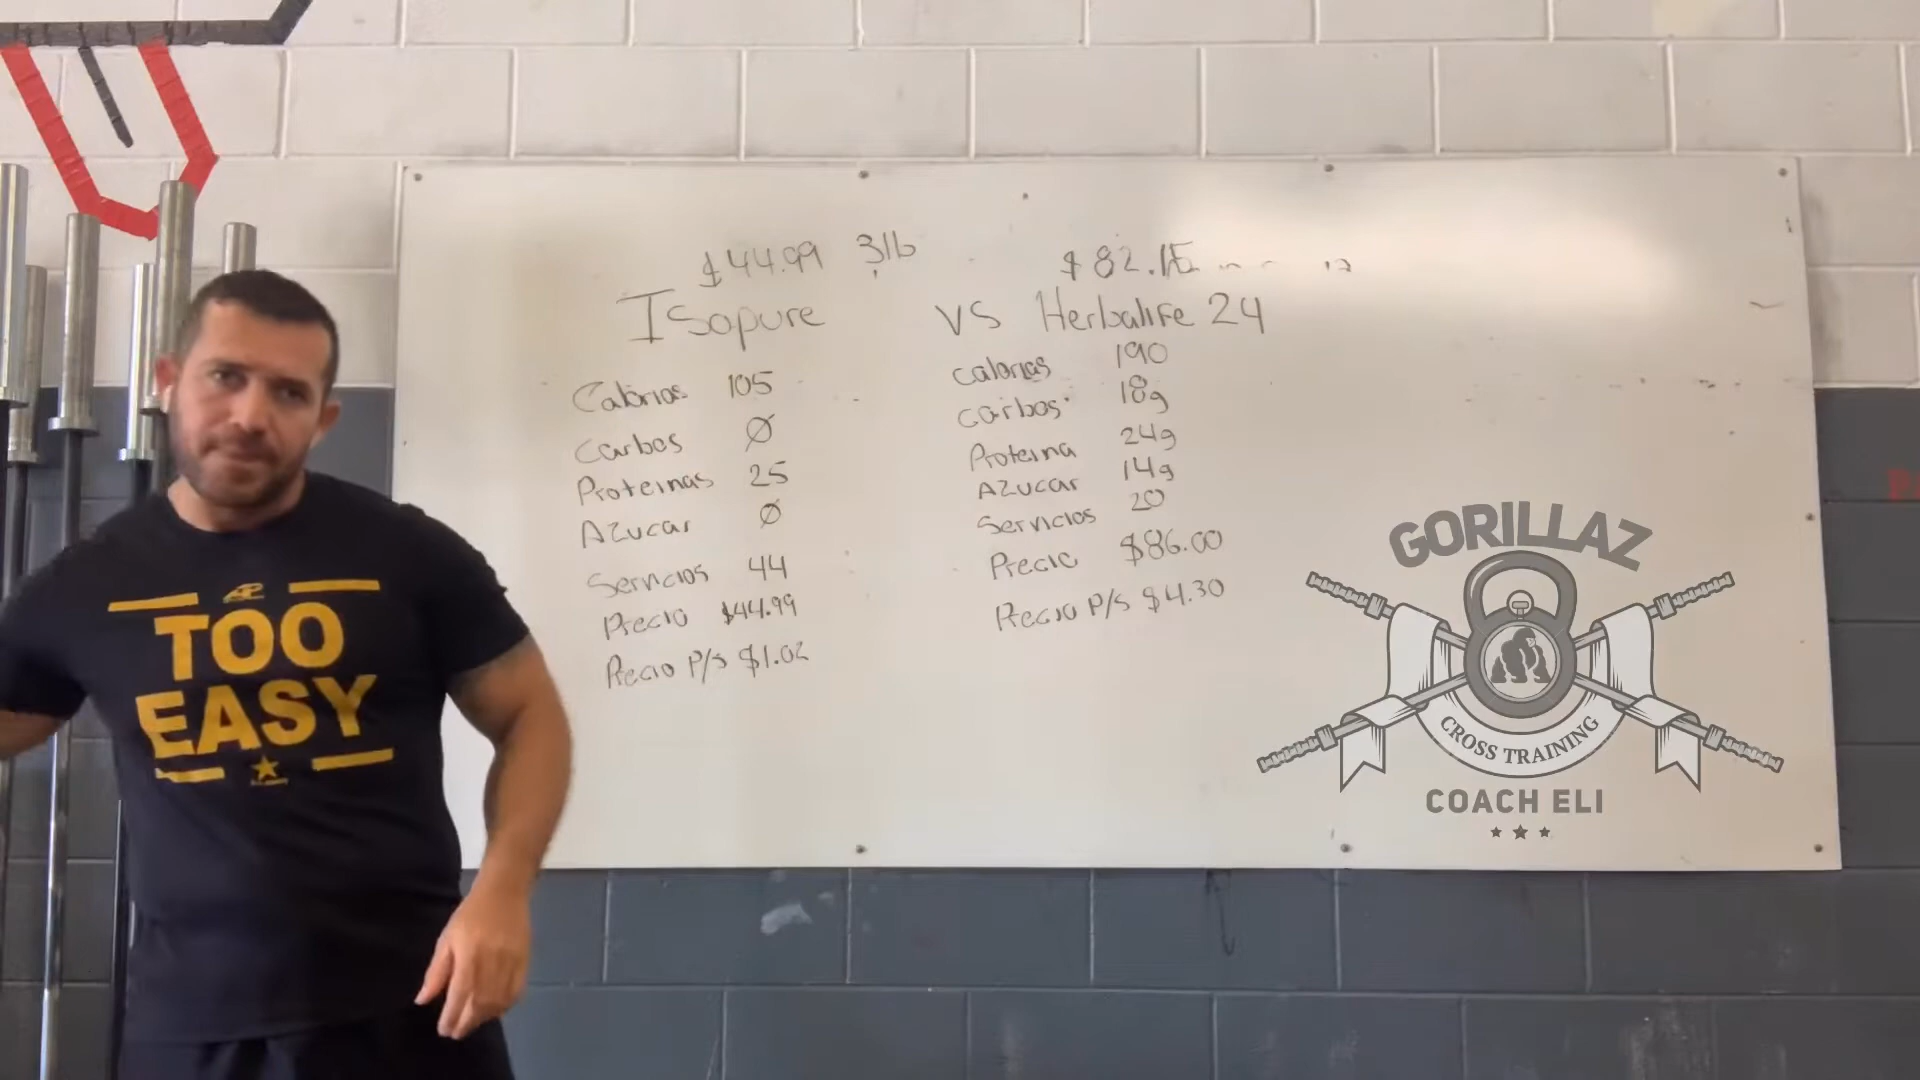 $44.99 3lb
$82.15
Isopure VS Herbalife 24
Calorias 105
Carbos Ø
Proteinas 25
Azucar Ø
Servicios 44
Precio $44.99
Precio P/S $1.02
calorias 190
carbos 18g
Proteina 24g
Azucar 14g
Servicios 20
Precio $86.00
Precio P/S $4.30
TOO
EASY
GORILLAZ
CROSS TRAINING
COACH ELI